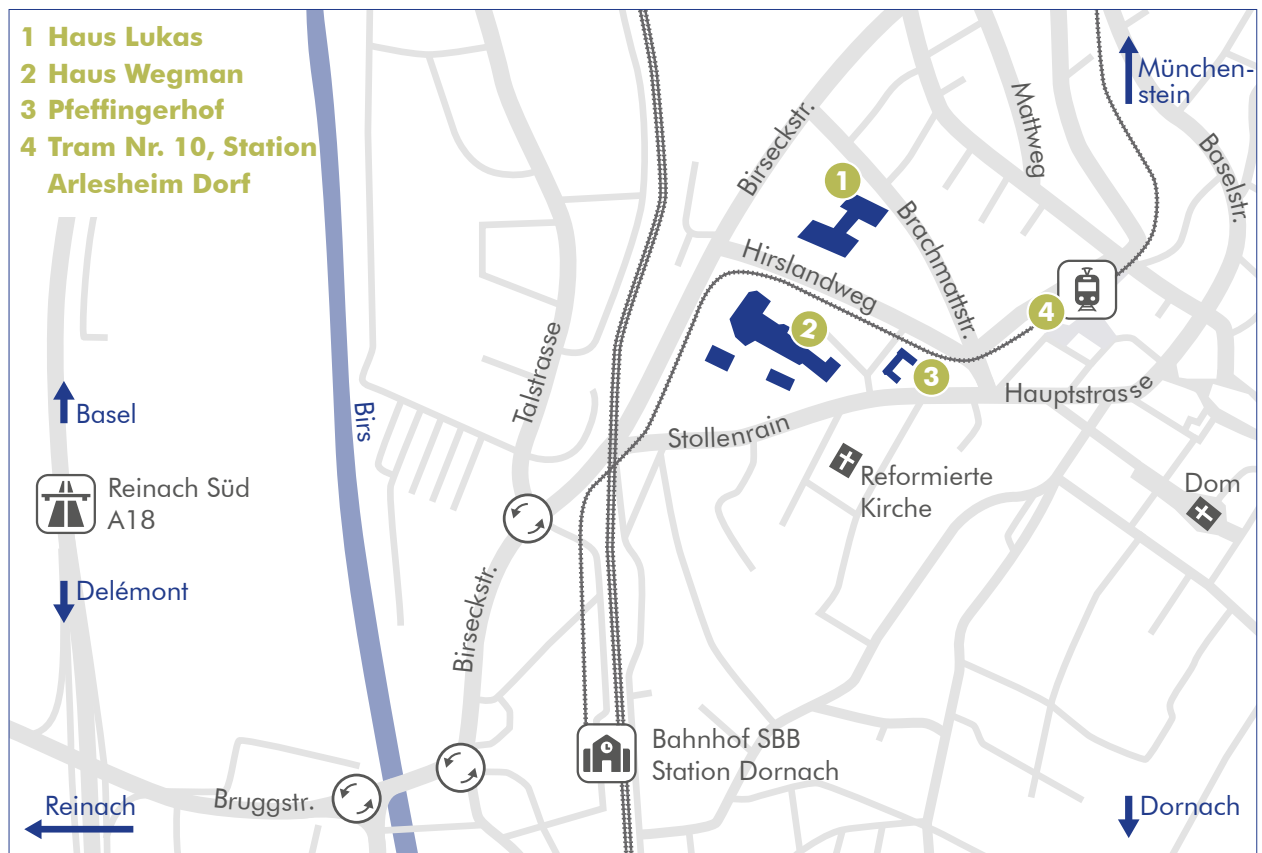 1 Haus Lukas
2 Haus Wegman
3 Pfeffingerhof
4 Tram Nr. 10, Station
Arlesheim Dorf
München-
stein
Mattweg
Birseckstr.
Baselstr.
1
Brachmattstr.
Hirslandweg
4
2
3
Talstrasse
Hauptstrasse
Basel
Birs
Stollenrain
Reformierte
Kirche
Dom
Reinach Süd
A18
Delémont
Birseckstr.
Bahnhof SBB
Station Dornach
Bruggstr.
Reinach
Dornach